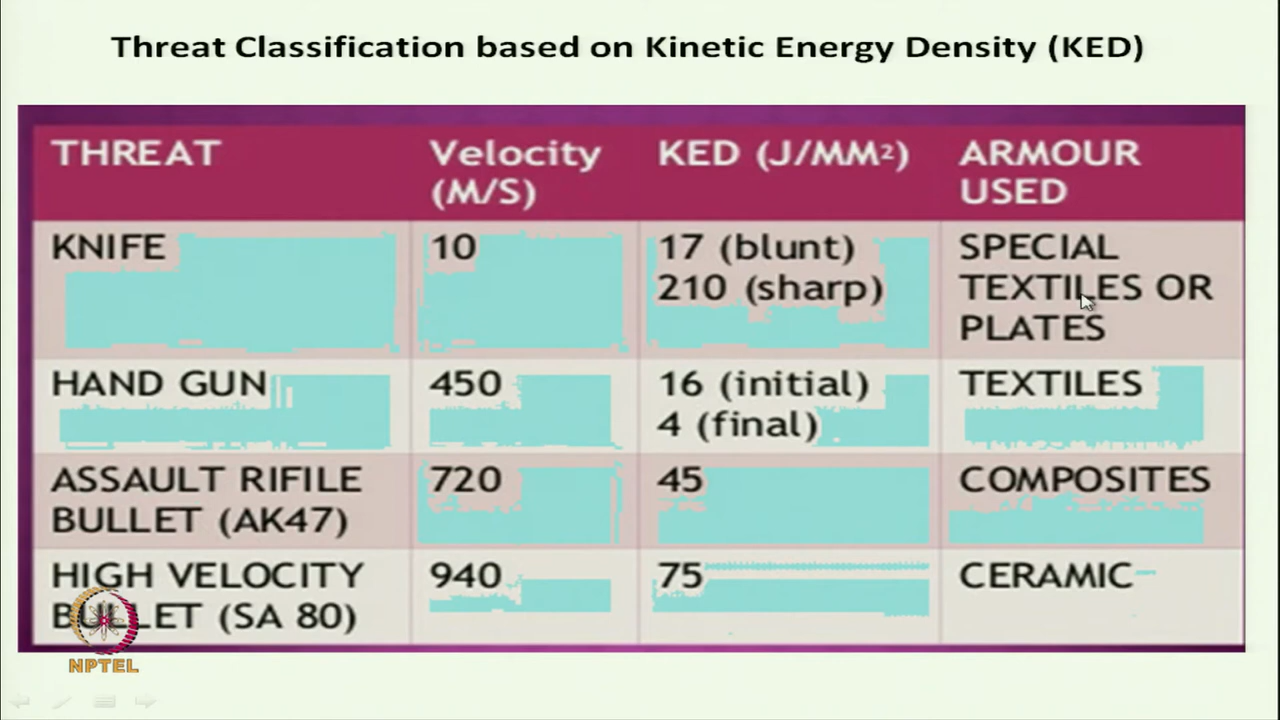 Threat Classification based on Kinetic Energy Density (KED)
THREAT
Velocity
(M/S)
KED (J/MM²)
ARMOUR
USED
KNIFE
10
17 (blunt)
210 (sharp)
SPECIAL
TEXTILES OR
PLATES
HAND GUN
450
16 (initial)
4 (final)
TEXTILES
ASSAULT RIFILE
BULLET (AK47)
720
45
COMPOSITES
HIGH VELOCITY
BULLET (SA 80)
940
75
CERAMIC
NPTEL